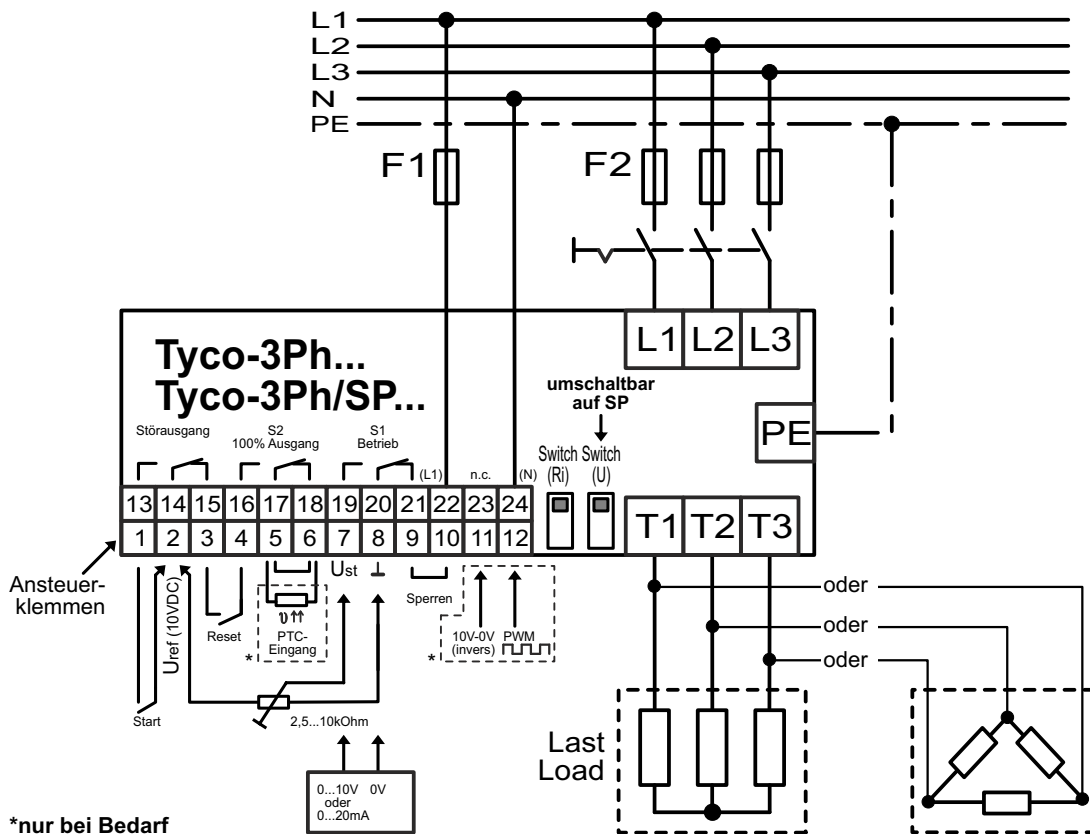 L1
L2
L3
N
PE
F1
F2
L1 L2 L3
Tyco-3Ph...
Tyco-3Ph/SP...
umschaltbar
auf SP
PE
Störausgang
S2
100% Ausgang
S1
Betrieb
Switch
(Ri)
Switch
(U)
(L1)
n.c.
(N)
13 14 15 16 17 18 19 20 21 22 23 24
1 2 3 4 5 6 7 8 9 10 11 12
T1 T2 T3
Ansteuer-
klemmen
Uref (10VDC)
Ust
⊥
Reset
υ⇈
PTC-
Eingang
*
Sperren
10V-0V
(invers)
PWM
*
oder
oder
oder
Start
2,5...10kOhm
Last
Load
0...10V 0V
oder
0...20mA
*nur bei Bedarf